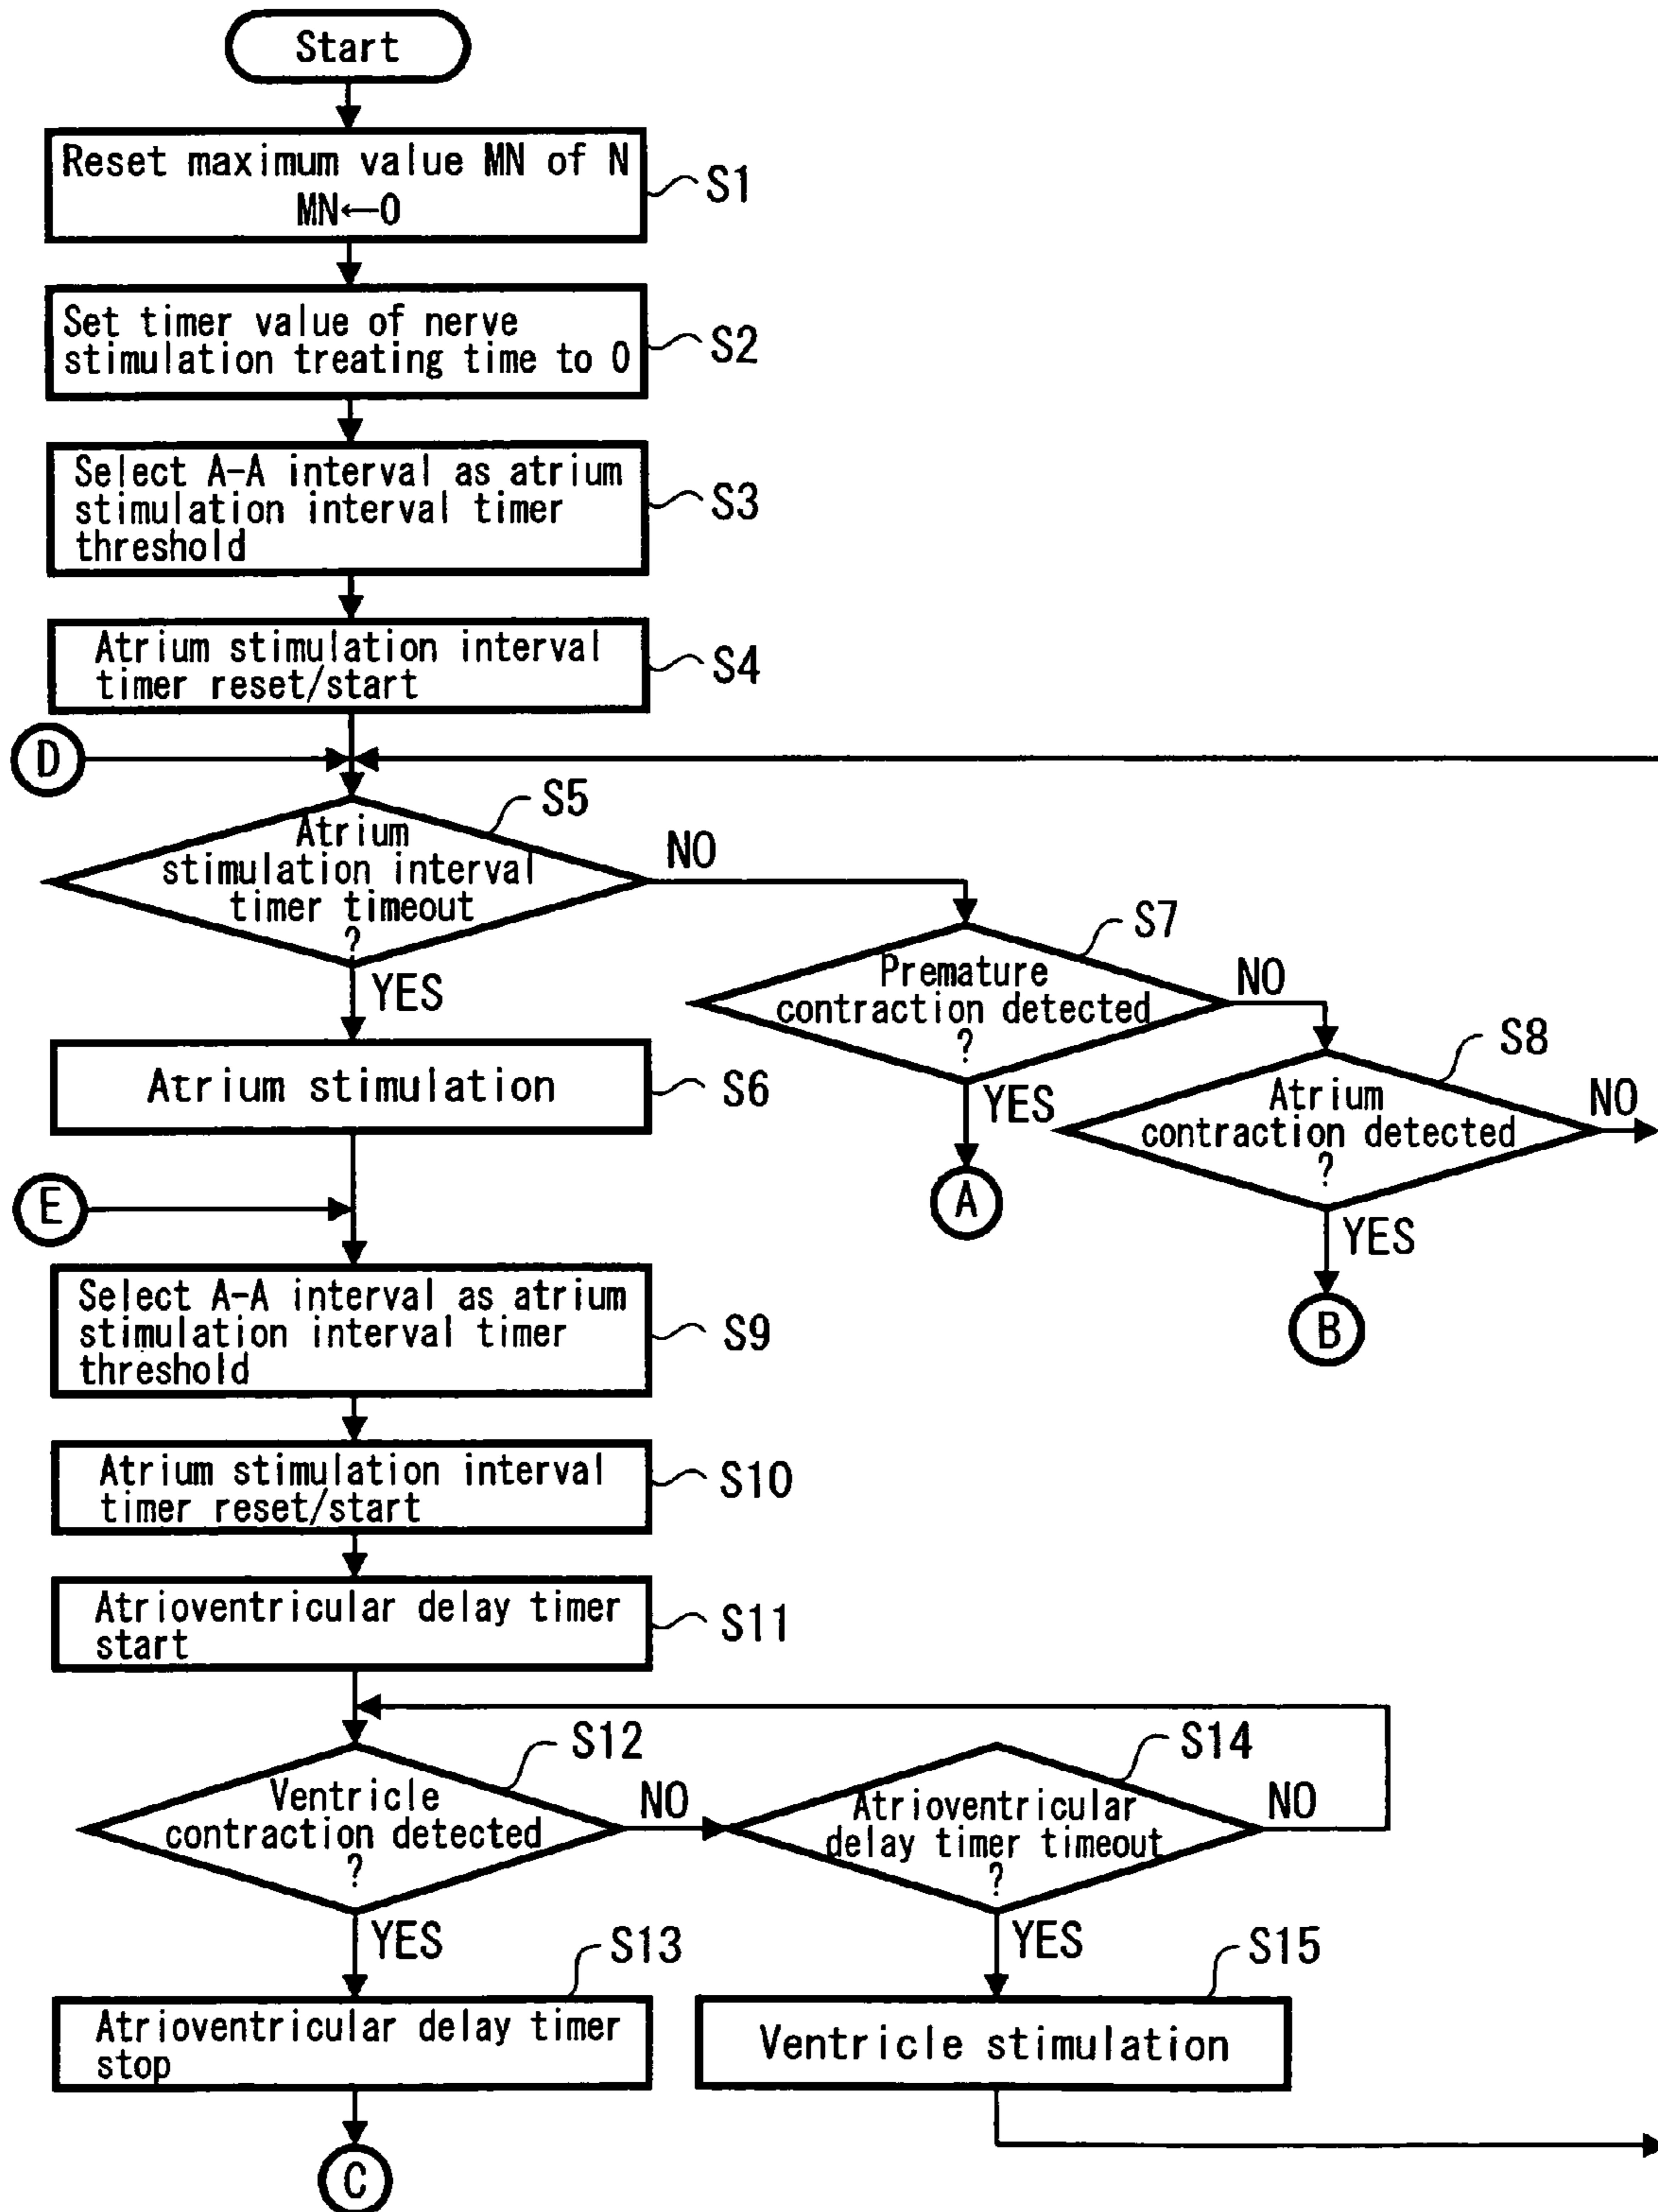 Start
Reset maximum value MN of N
MN←0
S1
Set timer value of nerve
stimulation treating time to 0
S2
Select A-A interval as atrium
stimulation interval timer
threshold
S3
Atrium stimulation interval
timer reset/start
S4
D
S5
Atrium
stimulation interval
timer timeout
?
NO
YES
S7
Premature
contraction detected
?
NO
YES
S8
Atrium
contraction detected
?
NO
YES
Atrium stimulation
S6
A
E
B
Select A-A interval as atrium
stimulation interval timer
threshold
S9
Atrium stimulation interval
timer reset/start
S10
Atrioventricular delay timer
start
S11
S12
Ventricle
contraction detected
?
NO
YES
S14
Atrioventricular
delay timer timeout
?
NO
YES
S13
Atrioventricular delay timer
stop
S15
Ventricle stimulation
C